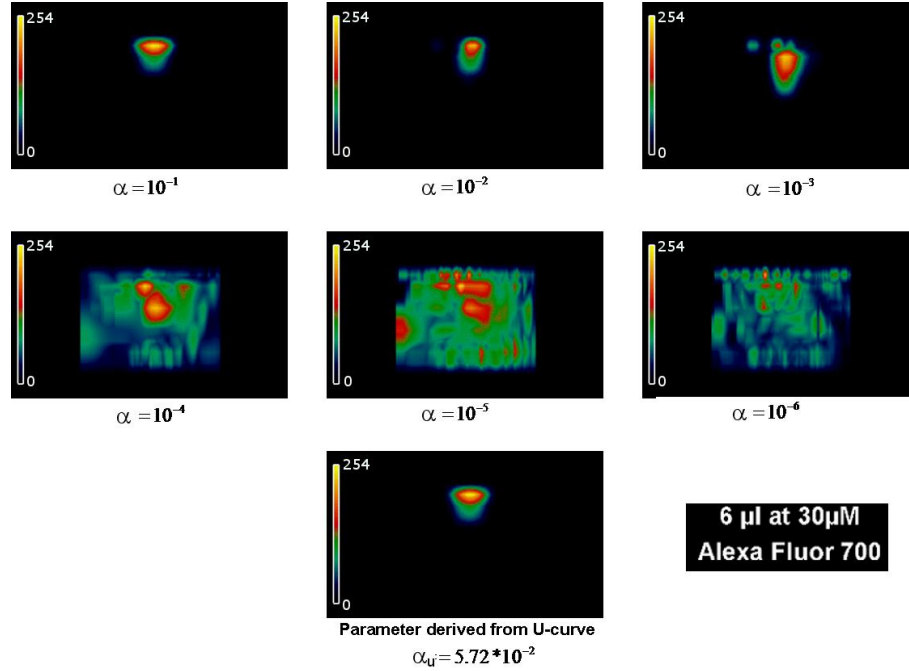 254
0
α = 10⁻¹
254
0
α = 10⁻²
254
0
α = 10⁻³
254
0
α = 10⁻⁴
254
0
α = 10⁻⁵
254
0
α = 10⁻⁶
254
0
Parameter derived from U-curve
αᵤ = 5.72*10⁻²
6 µl at 30µM
Alexa Fluor 700